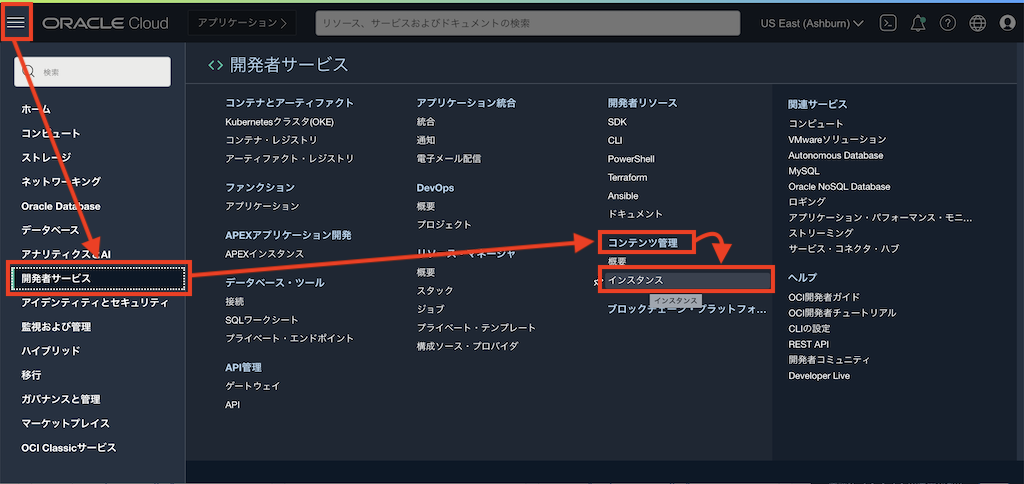 ORACLE Cloud
アプリケーション
リソース、サービスおよびドキュメントの検索
US East (Ashburn)
検索
ホーム
コンピュート
ストレージ
ネットワーキング
Oracle Database
データベース
アナリティクスとAI
開発者サービス
アイデンティティとセキュリティ
監視および管理
ハイブリッド
移行
ガバナンスと管理
マーケットプレイス
OCI Classicサービス
開発者サービス
コンテナとアーティファクト
Kubernetesクラスタ(OKE)
コンテナ・レジストリ
アーティファクト・レジストリ
ファンクション
アプリケーション
APEXアプリケーション開発
APEXインスタンス
データベース・ツール
接続
SQLワークシート
プライベート・エンドポイント
API管理
ゲートウェイ
API
アプリケーション統合
統合
通知
電子メール配信
DevOps
概要
プロジェクト
リソース・マネージャ
概要
スタック
ジョブ
プライベート・テンプレート
構成ソース・プロバイダ
開発者リソース
SDK
CLI
PowerShell
Terraform
Ansible
ドキュメント
コンテンツ管理
概要
インスタンス
インスタンス
ブロックチェーン・プラットフォ...
関連サービス
コンピュート
VMwareソリューション
Autonomous Database
MySQL
Oracle NoSQL Database
ロギング
アプリケーション・パフォーマンス・モニ...
ストリーミング
サービス・コネクタ・ハブ
ヘルプ
OCI開発者ガイド
OCI開発者チュートリアル
CLIの設定
REST API
開発者コミュニティ
Developer Live